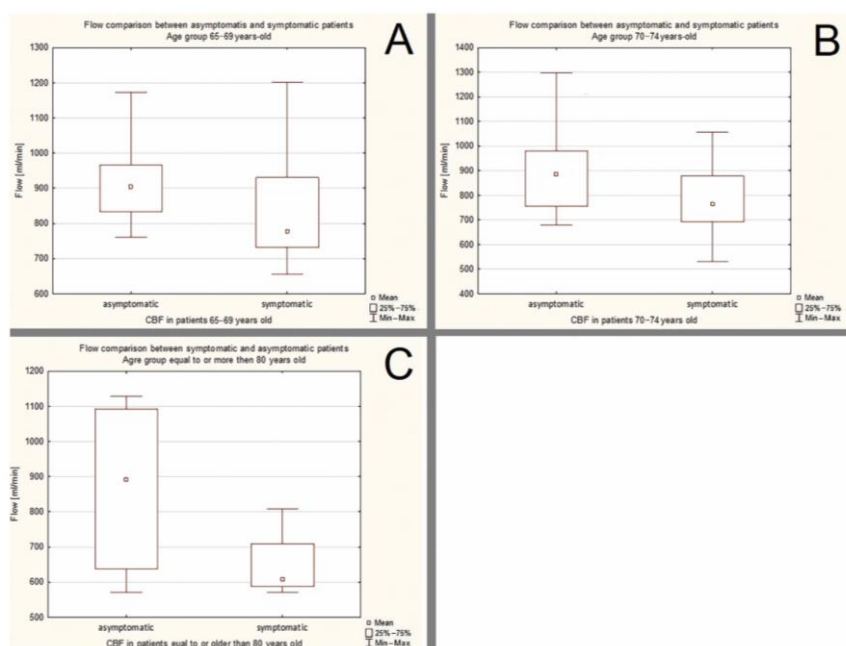 Flow comparison between asymptomatis and symptomatic patients
Age group 65–69 years-old
A
1300
1200
1100
1000
900
800
700
600
Flow [ml/min]
asymptomatic symptomatic
CBF in patients 65–69 years old
Mean
25%–75%
Min–Max
Flow comparison between asymptomatic and symptomatic patients
Age group 70–74 years-old
B
1400
1300
1200
1100
1000
900
800
700
600
500
400
Flow [ml/min]
asymptomatic symptomatic
CBF in patients 70–74 years old
Mean
25%–75%
Min–Max
Flow comparison between symptomatic and asymptomatic patients
Agre group equal to or more then 80 years old
C
1200
1100
1000
900
800
700
600
500
Flow [ml/min]
asymptomatic symptomatic
CBF in patients equal to or older than 80 years old
Mean
25%–75%
Min–Max